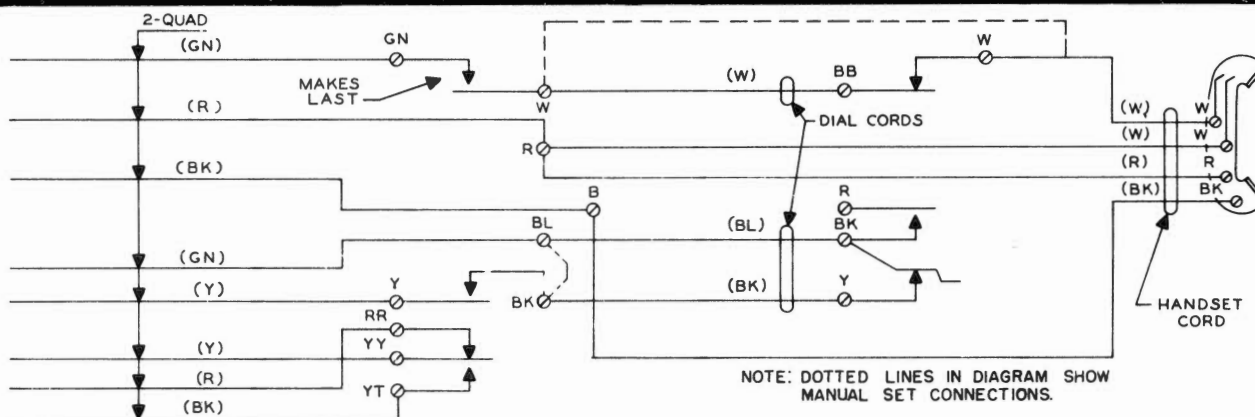 2-QUAD
(GN)
GN
W
MAKES
LAST
(W)
BB
W
(R)
DIAL CORDS
(W)
W
(W)
W
R
(R)
R
(BK)
(BK)
BK
B
R
BL
(BL)
BK
(GN)
(Y)
Y
BK
(BK)
Y
HANDSET
CORD
RR
(Y)
YY
(R)
YT
(BK)
NOTE: DOTTED LINES IN DIAGRAM SHOW
MANUAL SET CONNECTIONS.